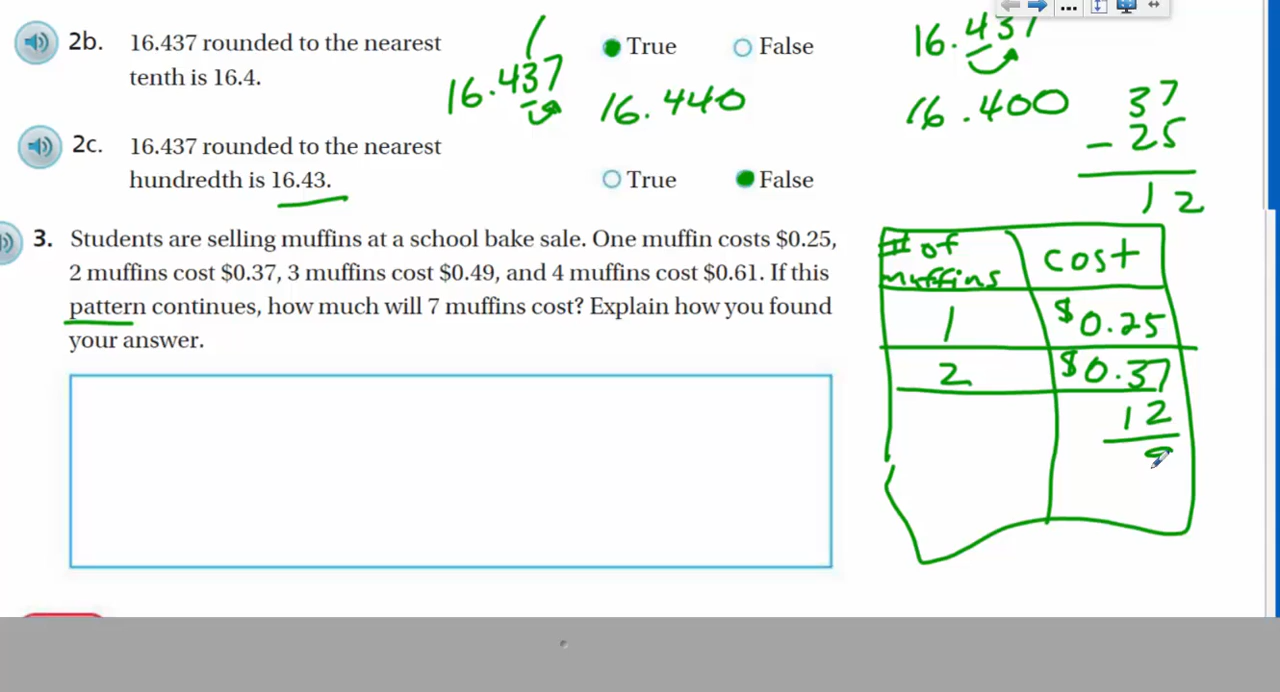 2b. 16.437 rounded to the nearest
tenth is 16.4.
True False
16.437
16.440
16.437
16.400
37
- 25
12
2c. 16.437 rounded to the nearest
hundredth is 16.43.
True False
3. Students are selling muffins at a school bake sale. One muffin costs $0.25,
2 muffins cost $0.37, 3 muffins cost $0.49, and 4 muffins cost $0.61. If this
pattern continues, how much will 7 muffins cost? Explain how you found
your answer.
# of
muffins
cost
1 $0.25
2 $0.37
12